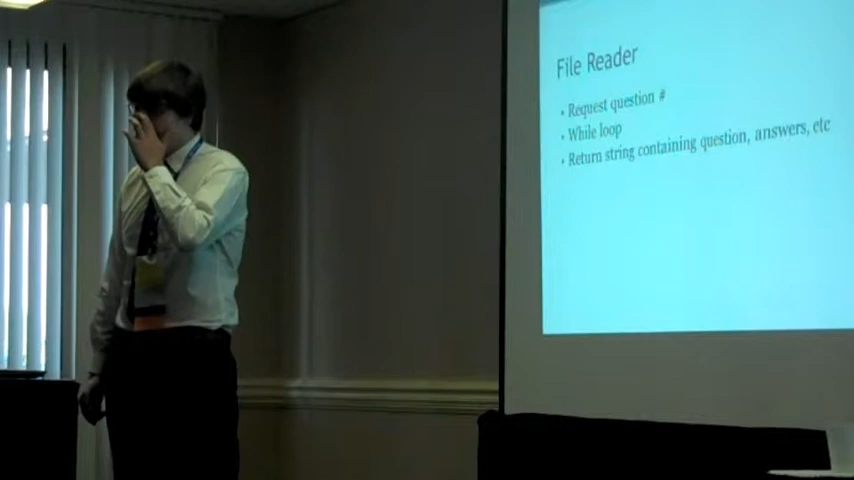 File Reader
• Request question #
• While loop
• Return string containing question, answers, etc